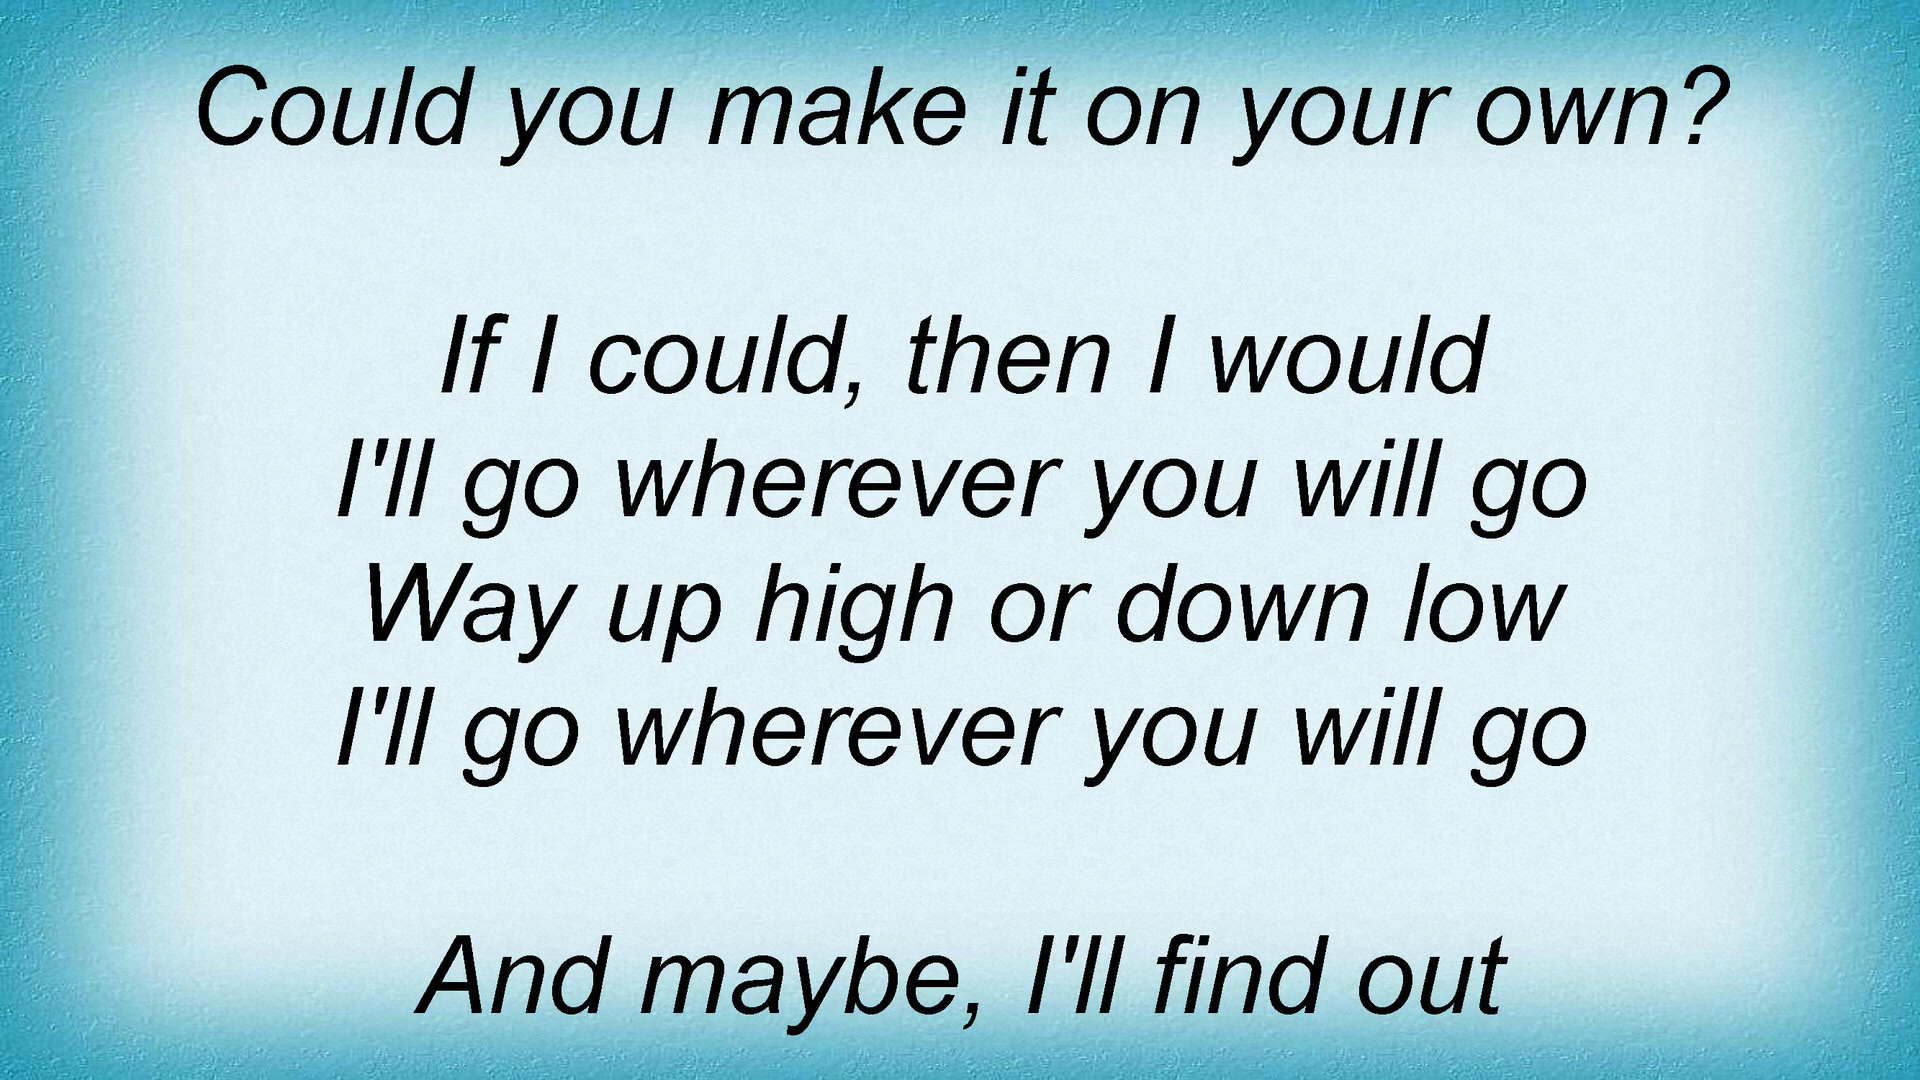 Could you make it on your own?
If I could, then I would
I'll go wherever you will go
Way up high or down low
I'll go wherever you will go
And maybe, I'll find out